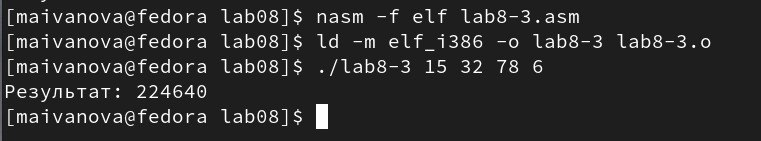 [maivanova@fedora lab08]$ nasm -f elf lab8-3.asm
[maivanova@fedora lab08]$ ld -m elf_i386 -o lab8-3 lab8-3.o
[maivanova@fedora lab08]$ ./lab8-3 15 32 78 6
Результат: 224640
[maivanova@fedora lab08]$